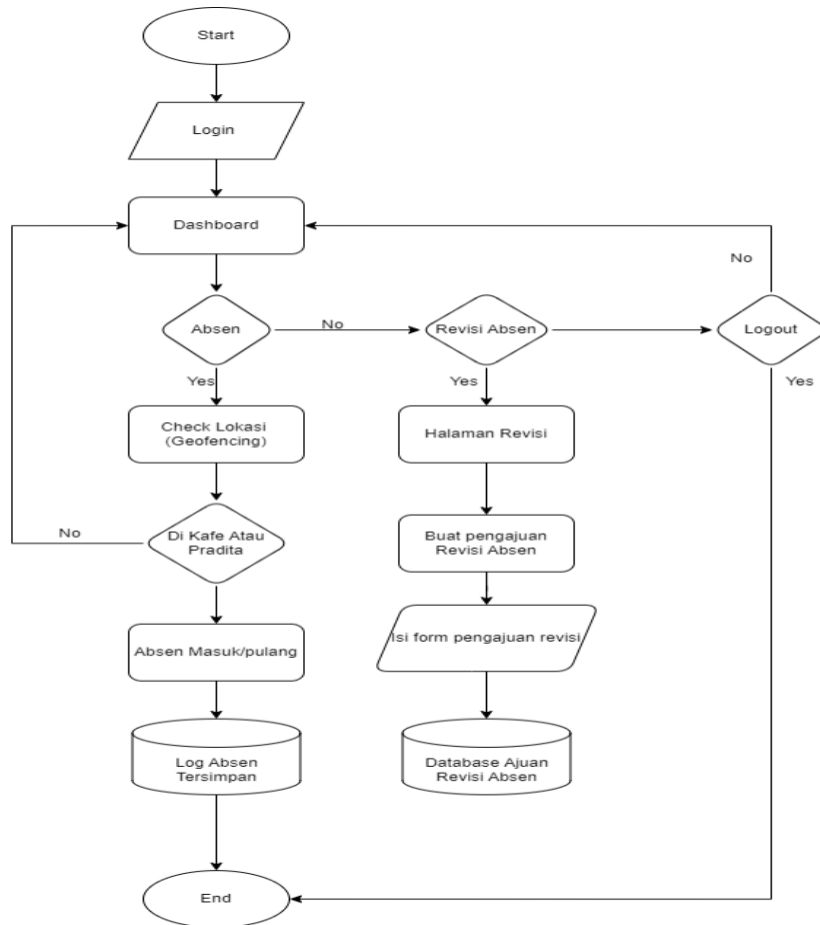 Start
Login
Dashboard
No
Absen
No
Revisi Absen
Logout
Yes
Yes
Yes
Check Lokasi
(Geofencing)
Halaman Revisi
No
Di Kafe Atau
Pradita
Buat pengajuan
Revisi Absen
Absen Masuk/pulang
Isi form pengajuan revisi
Log Absen
Tersimpan
Database Ajuan
Revisi Absen
End